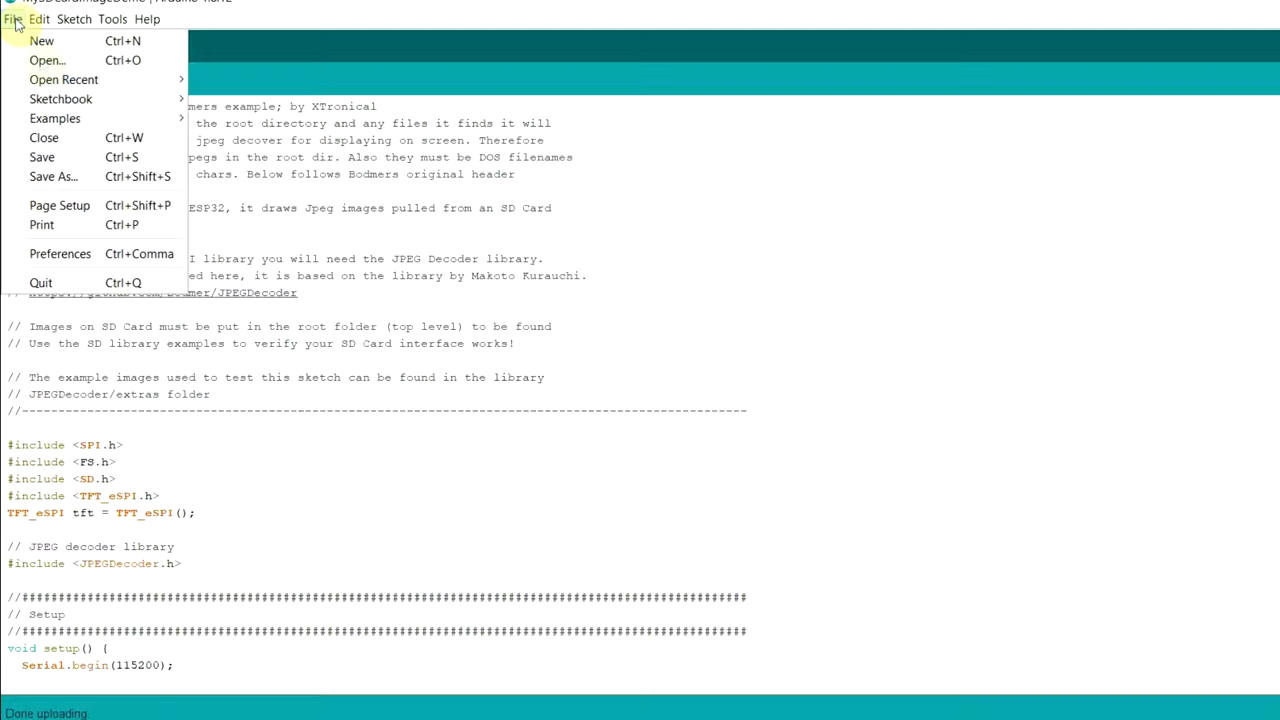 File Edit Sketch Tools Help
New Ctrl+N
Open... Ctrl+O
Open Recent
Sketchbook
Examples
Close Ctrl+W
Save Ctrl+S
Save As... Ctrl+Shift+S
Page Setup Ctrl+Shift+P
Print Ctrl+P
Preferences Ctrl+Comma
Quit Ctrl+Q
mers example; by XTronical
the root directory and any files it finds it will
jpeg decover for displaying on screen. Therefore
pegs in the root dir. Also they must be DOS filenames
chars. Below follows Bodmers original header
ESP32, it draws Jpeg images pulled from an SD Card
I library you will need the JPEG Decoder library.
ed here, it is based on the library by Makoto Kurauchi.
// https://github.com/Bodmer/JPEGDecoder
// Images on SD Card must be put in the root folder (top level) to be found
// Use the SD library examples to verify your SD Card interface works!
// The example images used to test this sketch can be found in the library
// JPEGDecoder/extras folder
//----------------------------------------------------------------------------------------------------
#include <SPI.h>
#include <FS.h>
#include <SD.h>
#include <TFT_eSPI.h>
TFT_eSPI tft = TFT_eSPI();
// JPEG decoder library
#include <JPEGDecoder.h>
//####################################################################################################
// Setup
//####################################################################################################
void setup() {
Serial.begin(115200);
Done uploading.